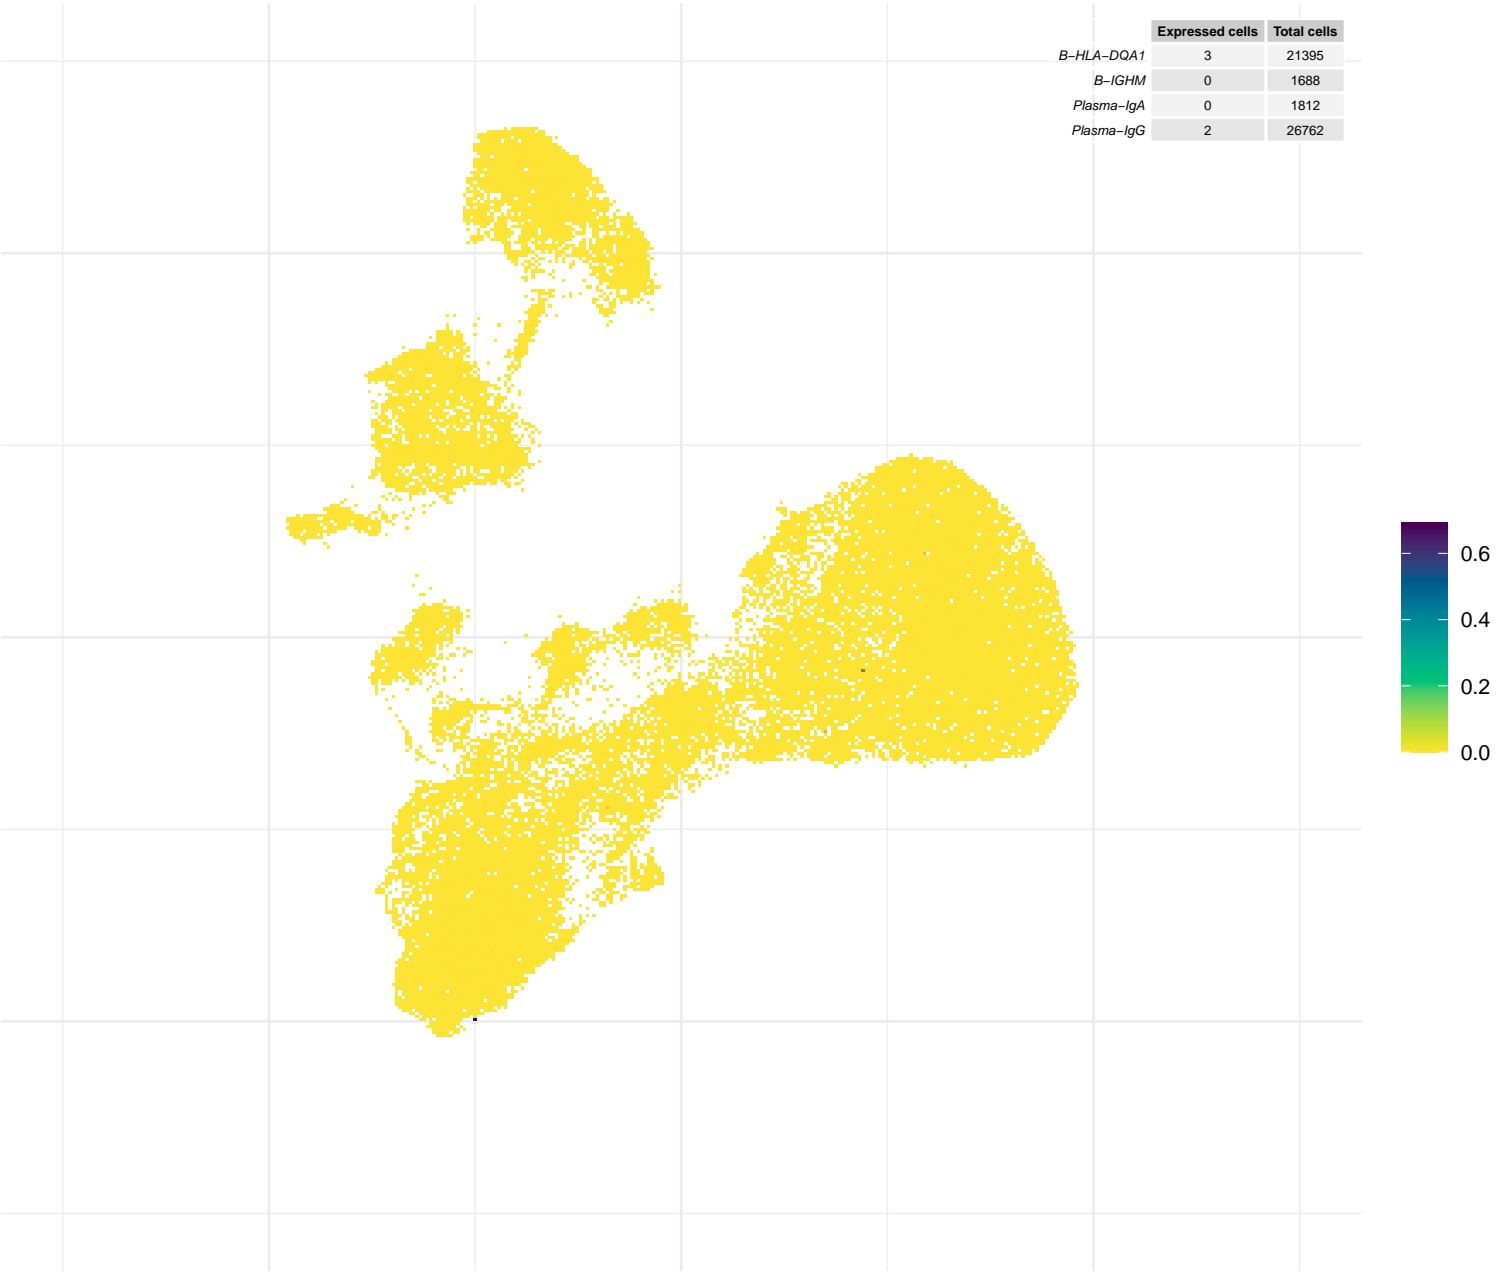 Expressed cells Total cells
B−HLA−DQA1 3 21395
B−IGHM 0 1688
Plasma−IgA 0 1812
Plasma−IgG 2 26762
0.6
0.4
0.2
0.0